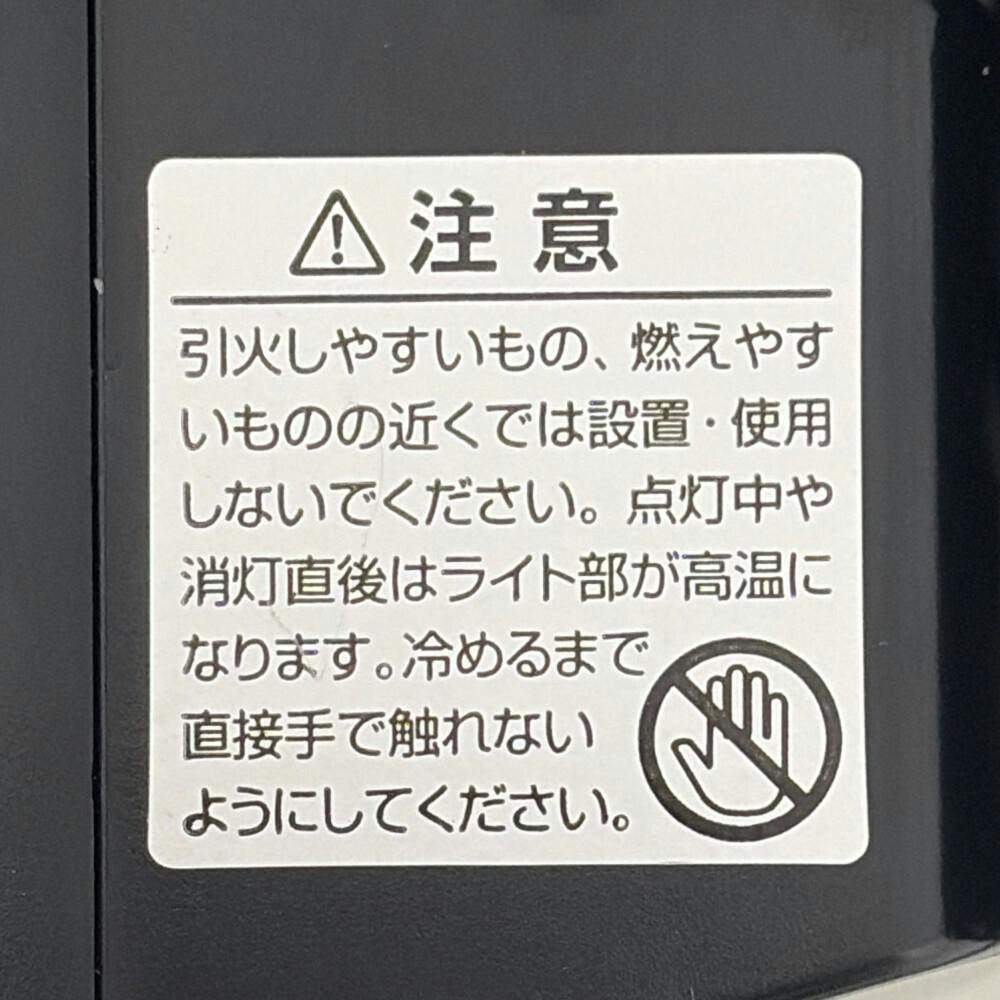 注意
引火しやすいもの、燃えやす
いものの近くでは設置・使用
しないでください。点灯中や
消灯直後はライト部が高温に
なります。冷めるまで
直接手で触れない
ようにしてください。